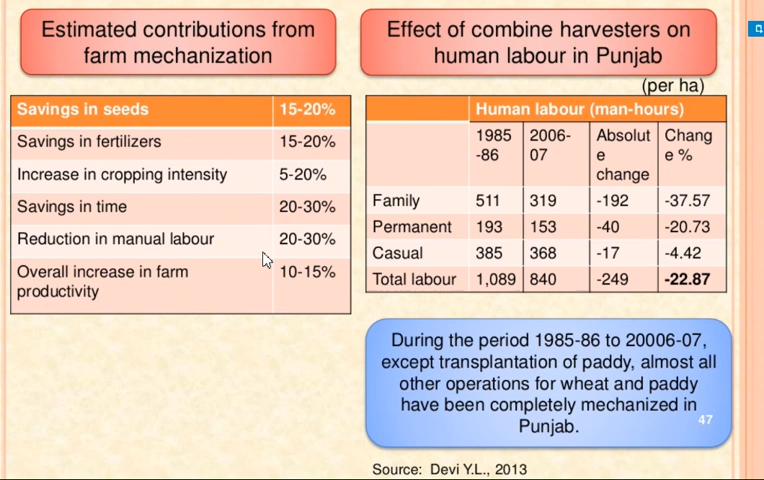 Estimated contributions from
farm mechanization
Savings in seeds 15-20%
Savings in fertilizers 15-20%
Increase in cropping intensity 5-20%
Savings in time 20-30%
Reduction in manual labour 20-30%
Overall increase in farm 10-15%
productivity
Effect of combine harvesters on
human labour in Punjab
(per ha)
Human labour (man-hours)
1985 2006- Absolut Chang
-86 07 e e %
change
Family 511 319 -192 -37.57
Permanent 193 153 -40 -20.73
Casual 385 368 -17 -4.42
Total labour 1,089 840 -249 -22.87
During the period 1985-86 to 20006-07,
except transplantation of paddy, almost all
other operations for wheat and paddy
have been completely mechanized in
Punjab.
47
Source: Devi Y.L., 2013